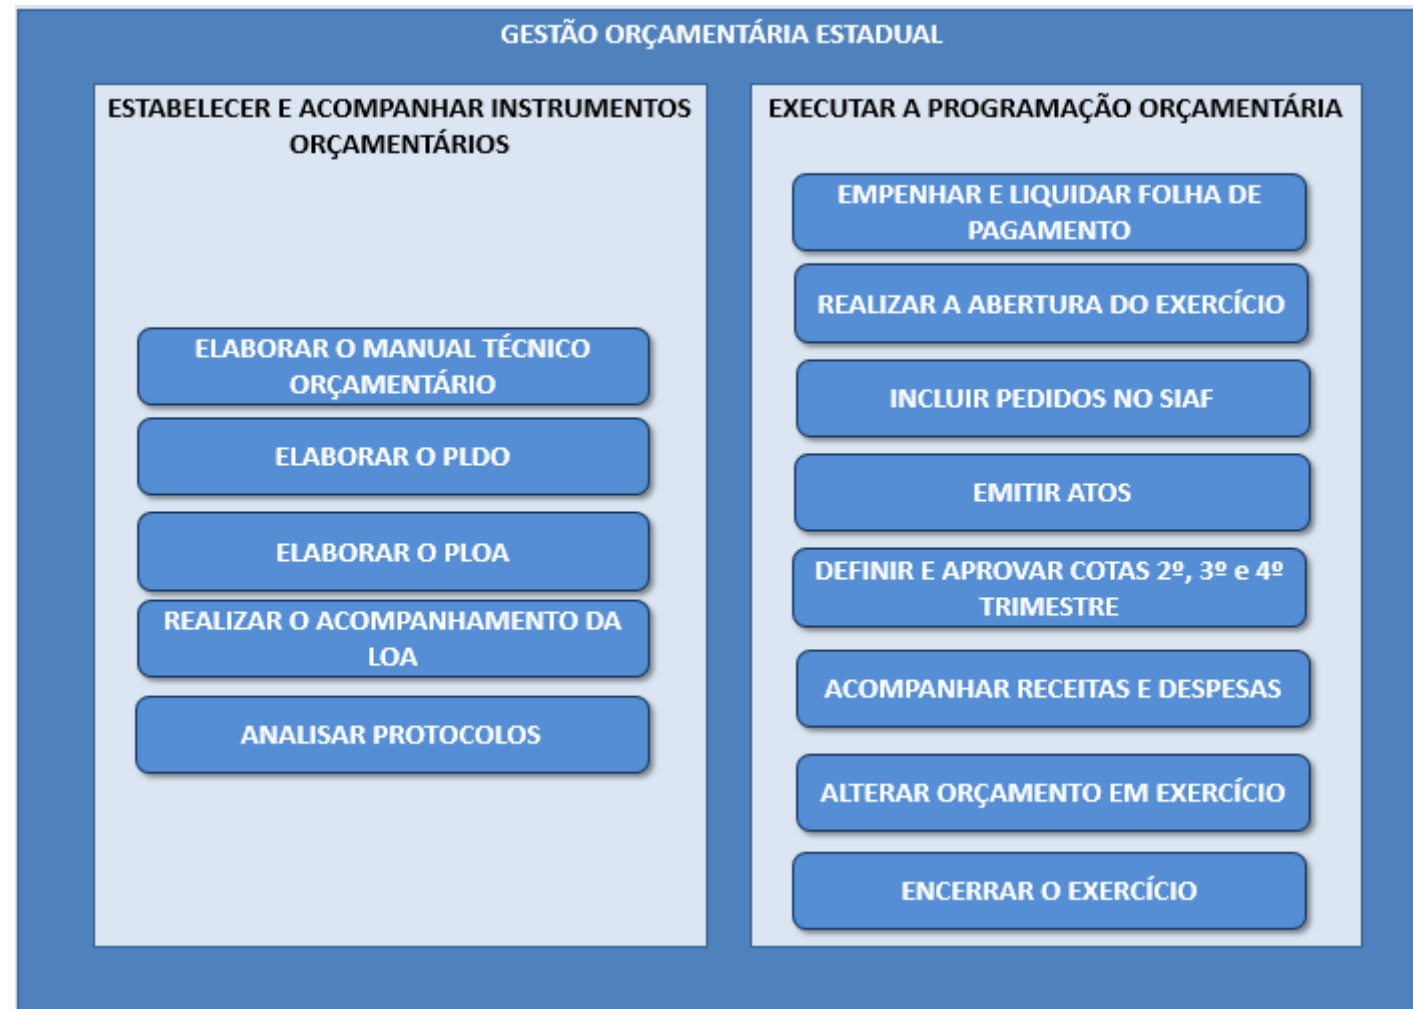 GESTÃO ORÇAMENTÁRIA ESTADUAL
ESTABELECER E ACOMPANHAR INSTRUMENTOS
ORÇAMENTÁRIOS
ELABORAR O MANUAL TÉCNICO
ORÇAMENTÁRIO
ELABORAR O PLDO
ELABORAR O PLOA
REALIZAR O ACOMPANHAMENTO DA
LOA
ANALISAR PROTOCOLOS
EXECUTAR A PROGRAMAÇÃO ORÇAMENTÁRIA
EMPENHAR E LIQUIDAR FOLHA DE
PAGAMENTO
REALIZAR A ABERTURA DO EXERCÍCIO
INCLUIR PEDIDOS NO SIAF
EMITIR ATOS
DEFINIR E APROVAR COTAS 2º, 3º e 4º
TRIMESTRE
ACOMPANHAR RECEITAS E DESPESAS
ALTERAR ORÇAMENTO EM EXERCÍCIO
ENCERRAR O EXERCÍCIO